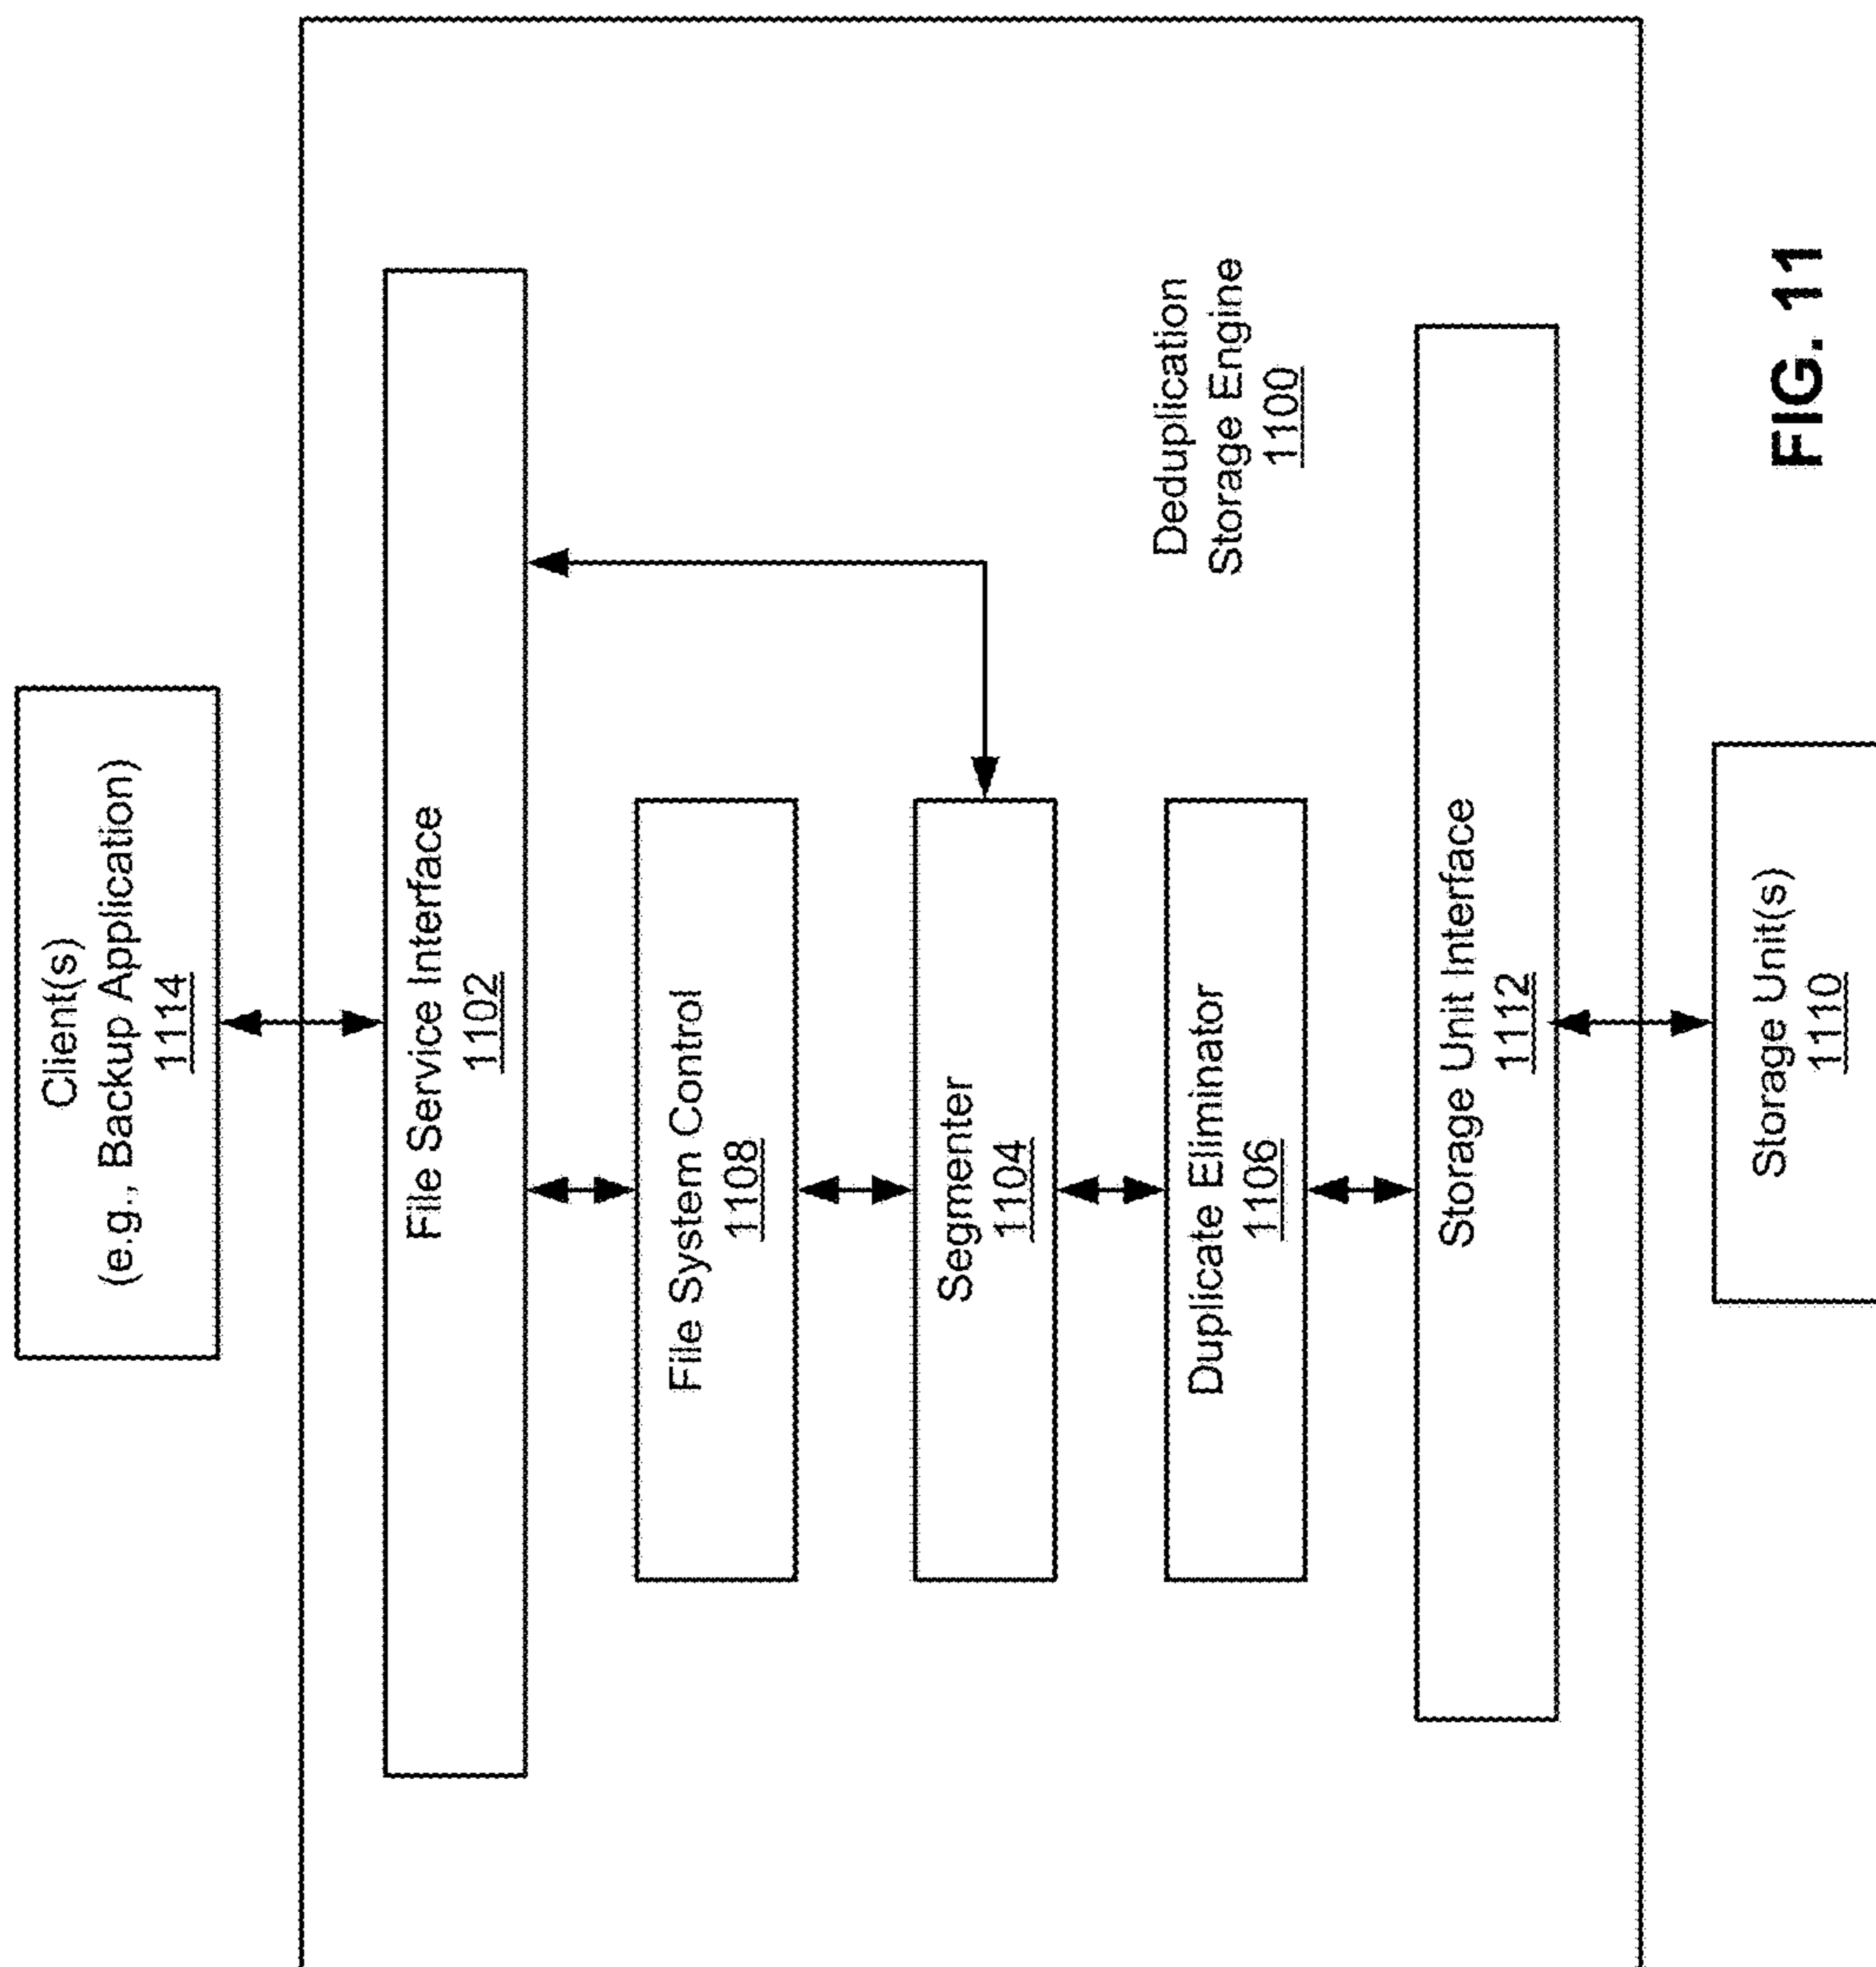 Client(s)
(e.g., Backup Application)
1114
File Service Interface
1102
File System Control
1108
Segmenter
1104
Duplicate Eliminator
1106
Deduplication
Storage Engine
1100
Storage Unit Interface
1112
Storage Unit(s)
1110
FIG. 11